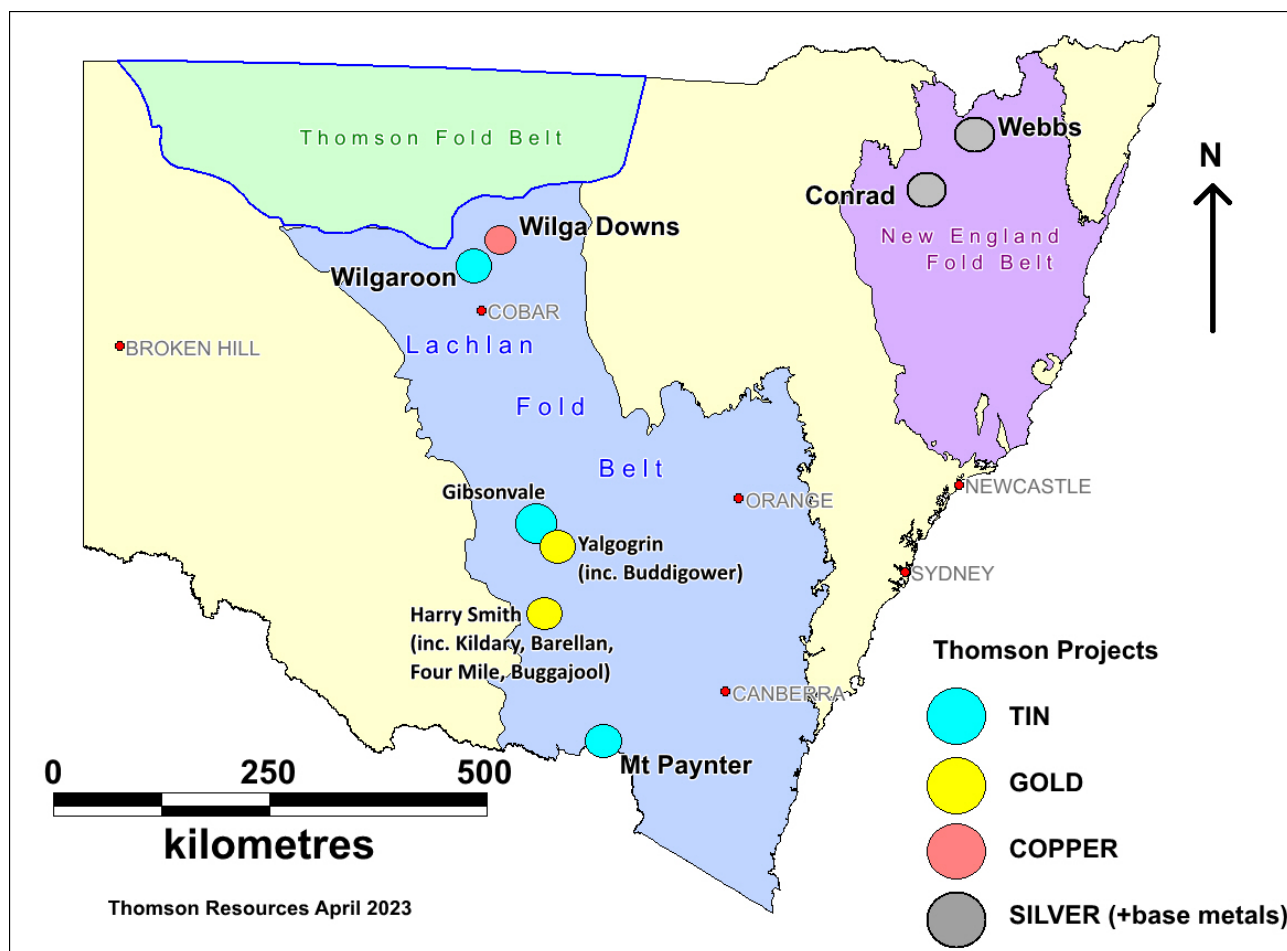 Thomson Fold Belt
Webbs
N
Conrad
Wilga Downs
New England
Fold Belt
Wilgaroon
COBAR
BROKEN HILL
Lachlan
Fold
Belt
Gibsonvale
NEWCASTLE
ORANGE
Yalgogrin
(inc. Buddigower)
SYDNEY
Harry Smith
(inc. Kildary, Barellan,
Four Mile, Buggajool)
CANBERRA
Mt Paynter
0 250 500
kilometres
Thomson Resources April 2023
Thomson Projects
TIN
GOLD
COPPER
SILVER (+base metals)